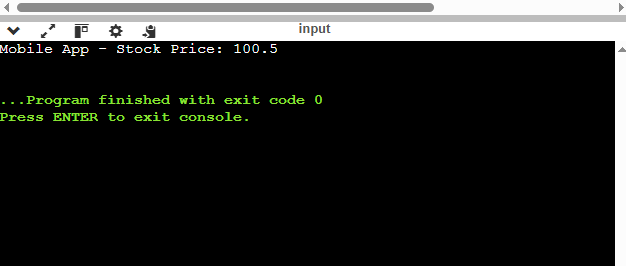 input
Mobile App - Stock Price: 100.5
...Program finished with exit code 0
Press ENTER to exit console.